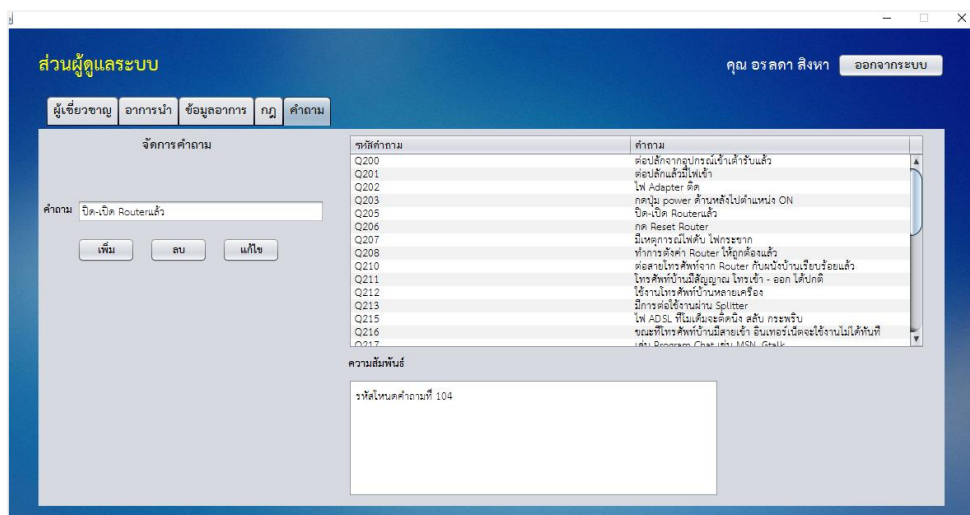 ส่วนผู้ดูแลระบบ
คุณ อรลดา สิงหา ออกจากระบบ
ผู้เชี่ยวชาญ อาการนำ ข้อมูลอาการ กฎ คำถาม
จัดการคำถาม
คำถาม ปิด-เปิด Routerแล้ว
เพิ่ม ลบ แก้ไข
รหัสคำถาม คำถาม
Q200 ต่อปลักจากอุปกรณ์เข้าเต้ารับแล้ว
Q201 ต่อปลักแล้วมีไฟเข้า
Q202 ไฟ Adapter ติด
Q203 กดปุ่ม power ด้านหลังไปตำแหน่ง ON
Q205 ปิด-เปิด Routerแล้ว
Q206 กด Reset Router
Q207 มีเหตุการณ์ไฟดับ ไฟกระชาก
Q208 ทำการตั้งค่า Router ให้ถูกต้องแล้ว
Q210 ต่อสายโทรศัพท์จาก Router กับผนังบ้านเรียบร้อยแล้ว
Q211 โทรศัพท์บ้านมีสัญญาณ โทรเข้า - ออก ได้ปกติ
Q212 ใช้งานโทรศัพท์บ้านหลายเครื่อง
Q213 มีการต่อใช้งานผ่าน Splitter
Q215 ไฟ ADSL ที่โมเด็มจะติดนิ่ง สลับ กระพริบ
Q216 ขณะที่โทรศัพท์บ้านมีสายเข้า อินเทอร์เน็ตจะใช้งานไม่ได้ทันที
Q217 เล่น Program Chat เช่น MSN, Gtalk
ความสัมพันธ์
รหัสโหนดคำถามที่ 104